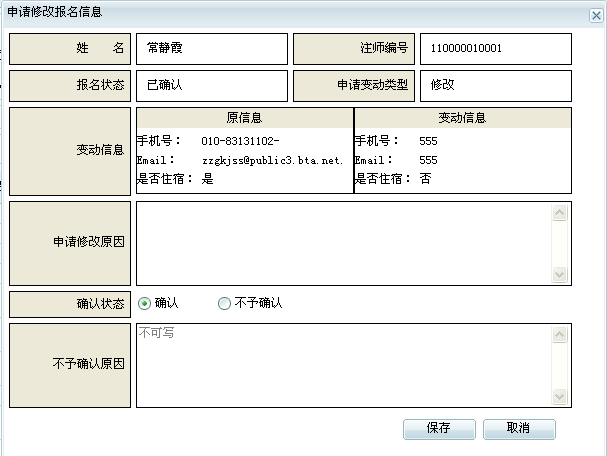 申请修改报名信息
姓 名 常静霞 注师编号 110000010001
报名状态 已确认 申请变动类型 修改
变动信息 原信息 变动信息
手机号： 010-83131102- 手机号： 555
Email： zzgkjss@public3.bta.net. Email： 555
是否住宿： 是 是否住宿： 否
申请修改原因
确认状态 确认 不予确认
不予确认原因 不可写
保存 取消